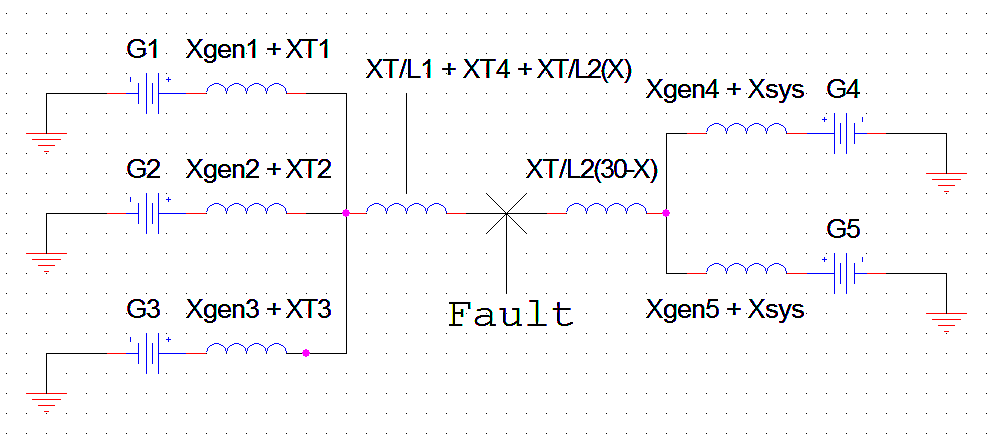 G1 Xgen1 + XT1
XT/L1 + XT4 + XT/L2(X)
Xgen4 + Xsys G4
G2 Xgen2 + XT2
XT/L2(30-X)
G5
G3 Xgen3 + XT3
Fault
Xgen5 + Xsys